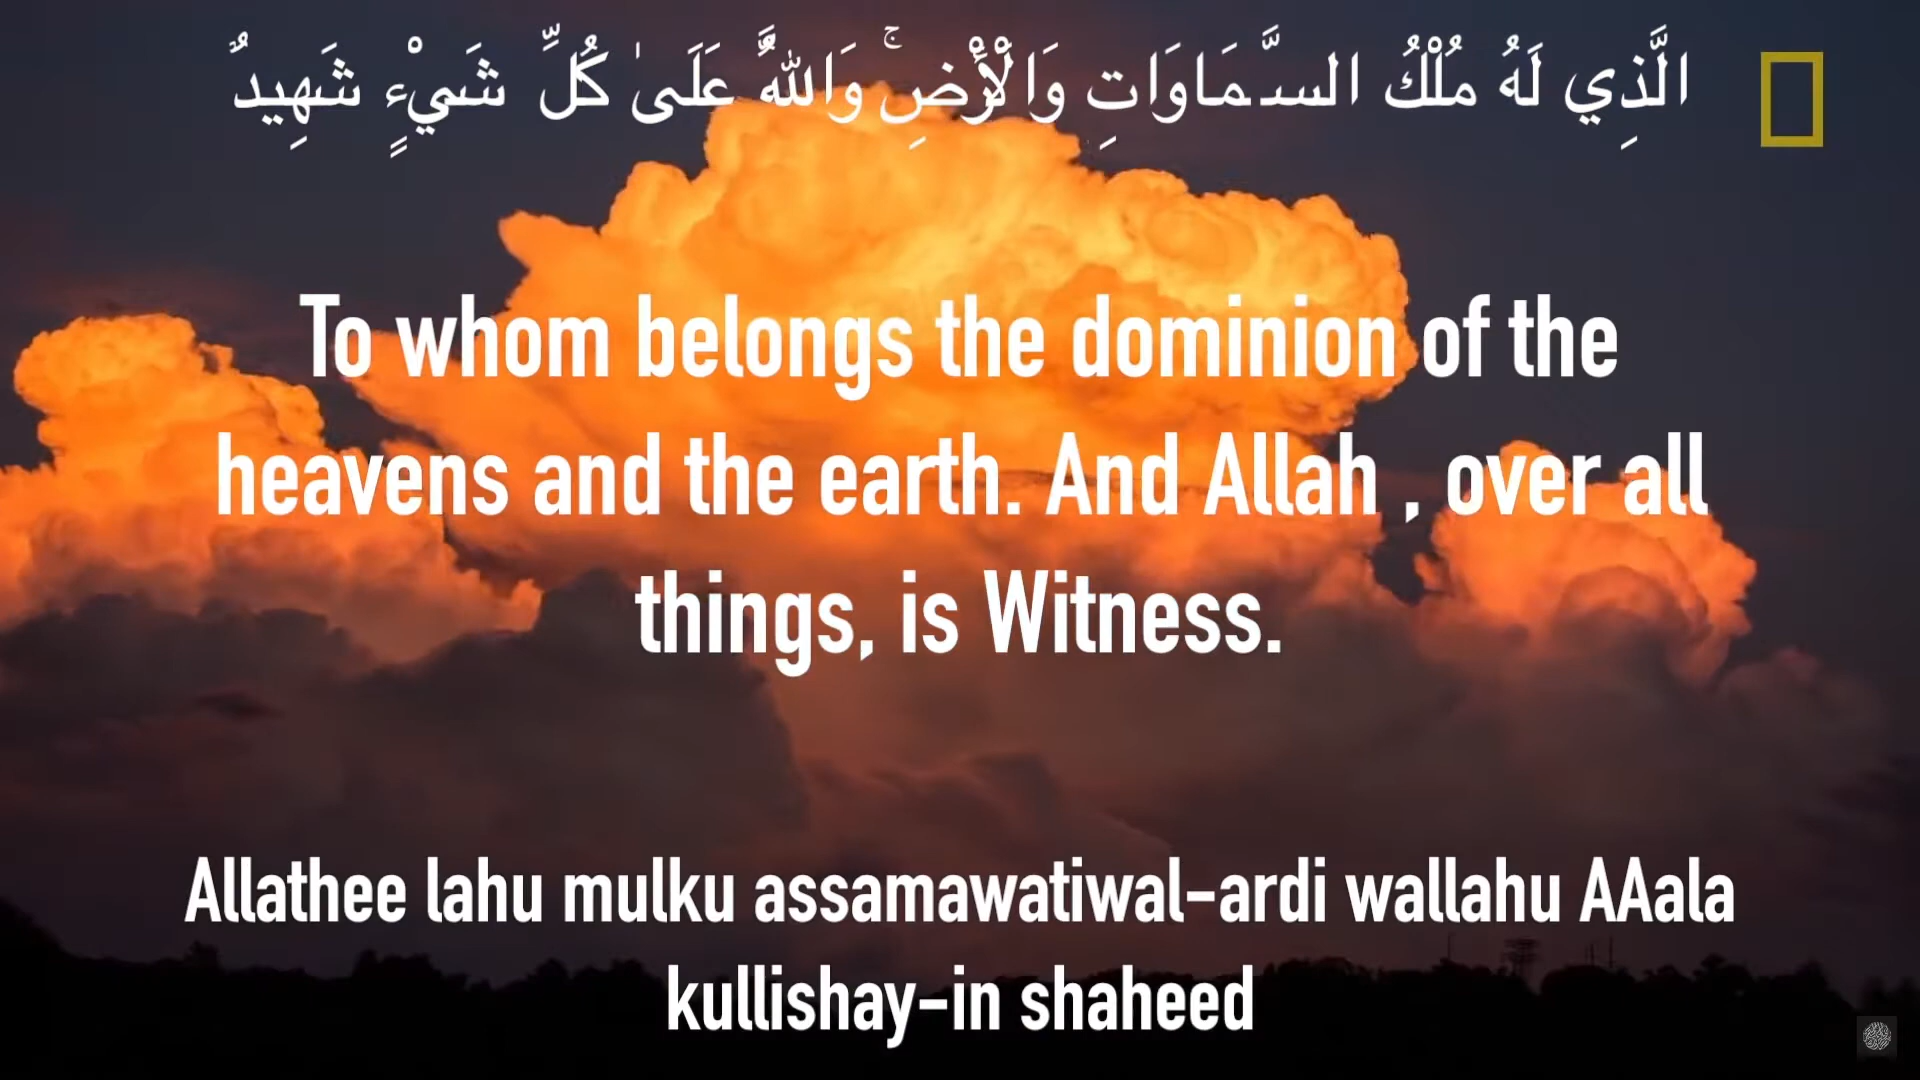 الَّذِي لَهُ مُلْكُ السَّمَاوَاتِ وَالْأَرْضِ ۚ وَاللَّهُ عَلَىٰ كُلِّ شَيْءٍ شَهِيدٌ
To whom belongs the dominion of the
heavens and the earth. And Allah , over all
things, is Witness.
Allathee lahu mulku assamawatiwal-ardi wallahu AAala
kullishay-in shaheed